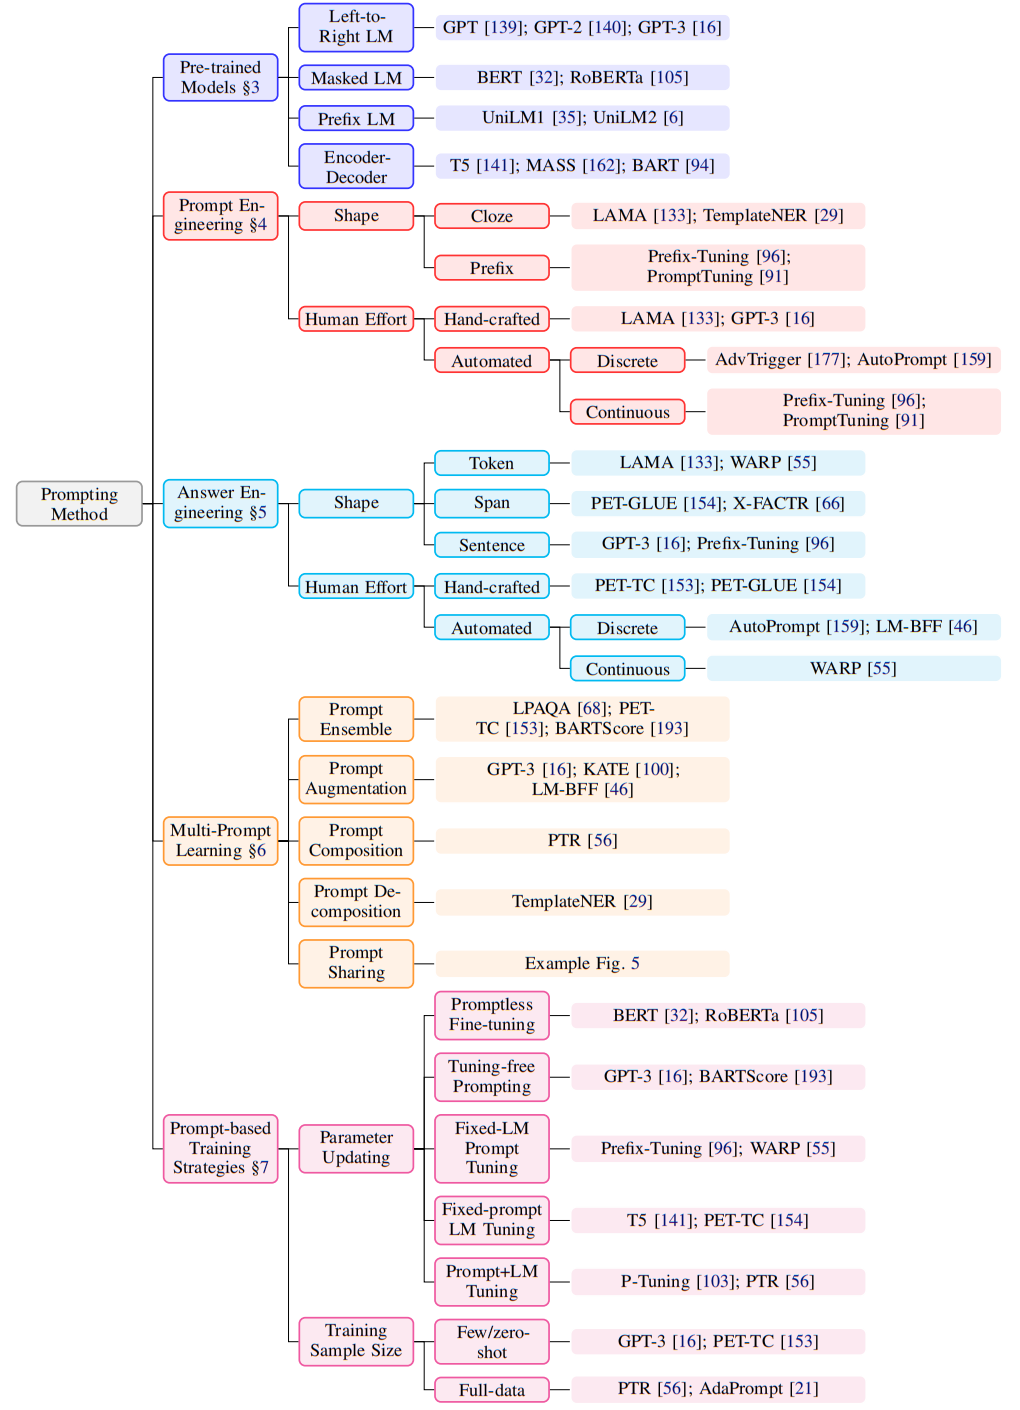 Left-to-
Right LM
GPT [139]; GPT-2 [140]; GPT-3 [16]
Pre-trained
Models §3
Masked LM
BERT [32]; RoBERTa [105]
Prefix LM
UniLM1 [35]; UniLM2 [6]
Encoder-
Decoder
T5 [141]; MASS [162]; BART [94]
Prompt En-
gineering §4
Shape
Cloze
LAMA [133]; TemplateNER [29]
Prefix
Prefix-Tuning [96];
PromptTuning [91]
Human Effort
Hand-crafted
LAMA [133]; GPT-3 [16]
Automated
Discrete
AdvTrigger [177]; AutoPrompt [159]
Continuous
Prefix-Tuning [96];
PromptTuning [91]
Prompting
Method
Answer En-
gineering §5
Shape
Token
LAMA [133]; WARP [55]
Span
PET-GLUE [154]; X-FACTR [66]
Sentence
GPT-3 [16]; Prefix-Tuning [96]
Human Effort
Hand-crafted
PET-TC [153]; PET-GLUE [154]
Automated
Discrete
AutoPrompt [159]; LM-BFF [46]
Continuous
WARP [55]
Multi-Prompt
Learning §6
Prompt
Ensemble
LPAQA [68]; PET-
TC [153]; BARTScore [193]
Prompt
Augmentation
GPT-3 [16]; KATE [100];
LM-BFF [46]
Prompt
Composition
PTR [56]
Prompt De-
composition
TemplateNER [29]
Prompt
Sharing
Example Fig. 5
Prompt-based
Training
Strategies §7
Parameter
Updating
Promptless
Fine-tuning
BERT [32]; RoBERTa [105]
Tuning-free
Prompting
GPT-3 [16]; BARTScore [193]
Fixed-LM
Prompt
Tuning
Prefix-Tuning [96]; WARP [55]
Fixed-prompt
LM Tuning
T5 [141]; PET-TC [154]
Prompt+LM
Tuning
P-Tuning [103]; PTR [56]
Training
Sample Size
Few/zero-
shot
GPT-3 [16]; PET-TC [153]
Full-data
PTR [56]; AdaPrompt [21]